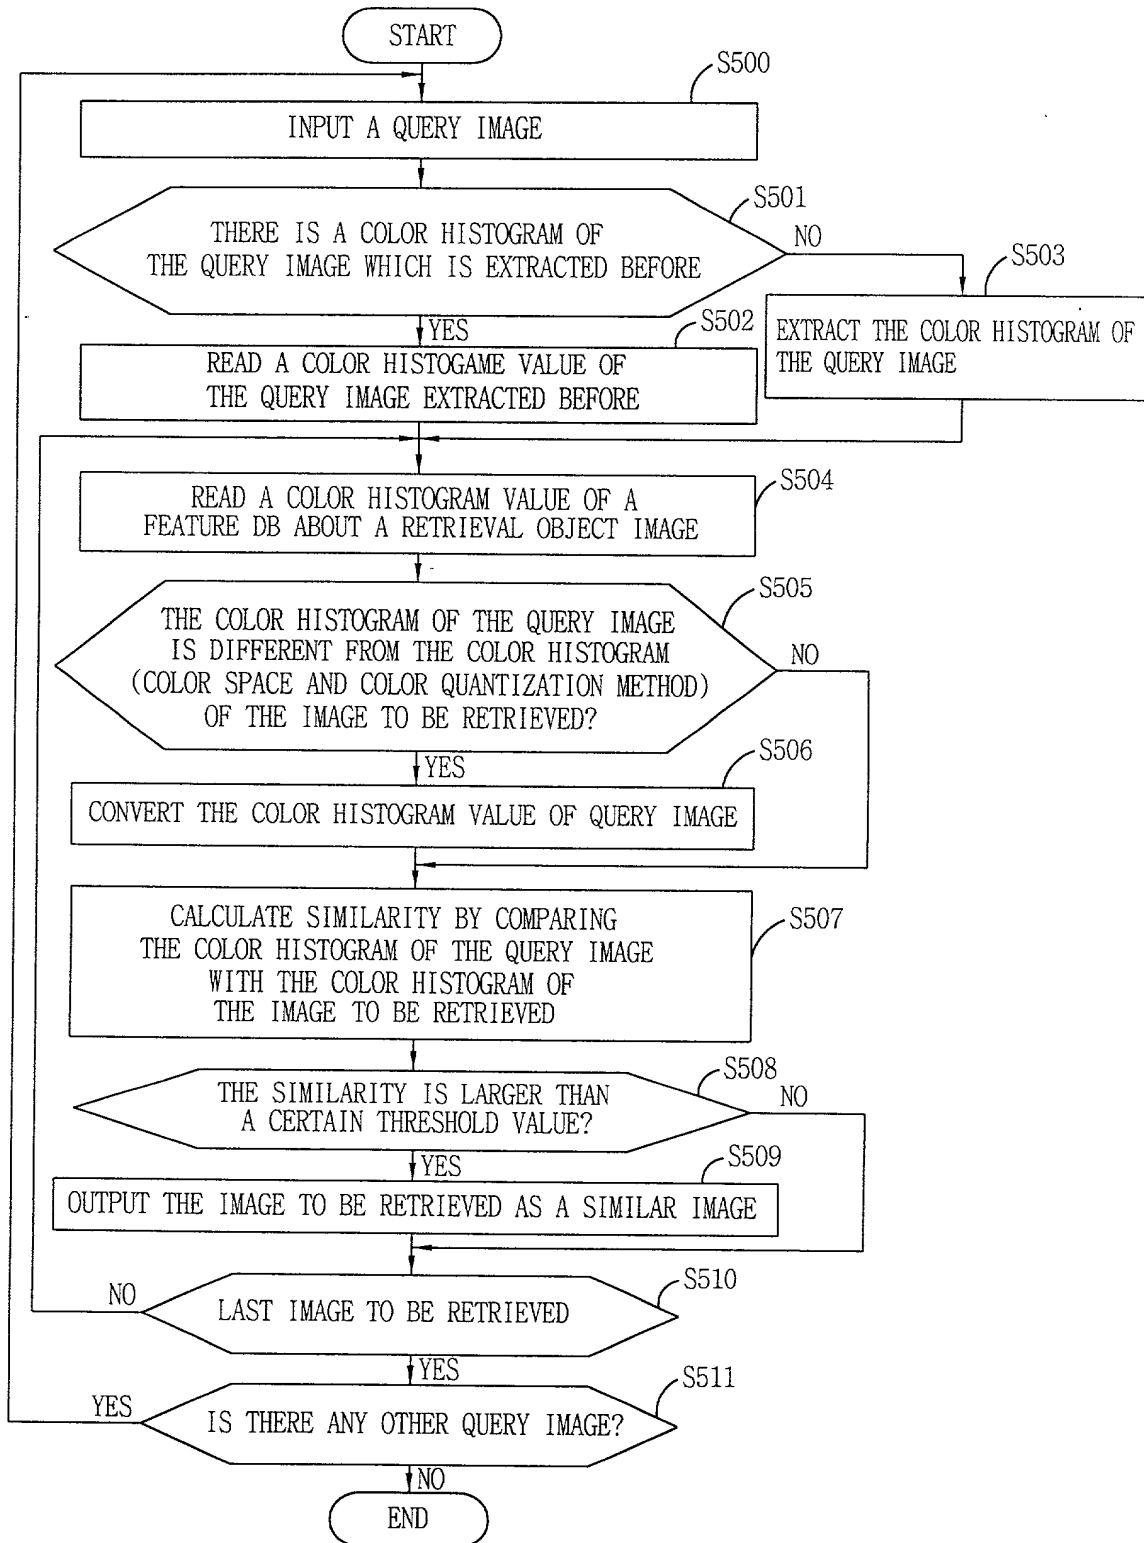 START
S500
INPUT A QUERY IMAGE
S501
THERE IS A COLOR HISTOGRAM OF
THE QUERY IMAGE WHICH IS EXTRACTED BEFORE
NO
S503
EXTRACT THE COLOR HISTOGRAM OF
THE QUERY IMAGE
YES
S502
READ A COLOR HISTOGAME VALUE OF
THE QUERY IMAGE EXTRACTED BEFORE
S504
READ A COLOR HISTOGRAM VALUE OF A
FEATURE DB ABOUT A RETRIEVAL OBJECT IMAGE
S505
THE COLOR HISTOGRAM OF THE QUERY IMAGE
IS DIFFERENT FROM THE COLOR HISTOGRAM
(COLOR SPACE AND COLOR QUANTIZATION METHOD)
OF THE IMAGE TO BE RETRIEVED?
NO
YES
S506
CONVERT THE COLOR HISTOGRAM VALUE OF QUERY IMAGE
S507
CALCULATE SIMILARITY BY COMPARING
THE COLOR HISTOGRAM OF THE QUERY IMAGE
WITH THE COLOR HISTOGRAM OF
THE IMAGE TO BE RETRIEVED
S508
THE SIMILARITY IS LARGER THAN
A CERTAIN THRESHOLD VALUE?
NO
YES
S509
OUTPUT THE IMAGE TO BE RETRIEVED AS A SIMILAR IMAGE
S510
NO
LAST IMAGE TO BE RETRIEVED
YES
S511
YES
IS THERE ANY OTHER QUERY IMAGE?
NO
END